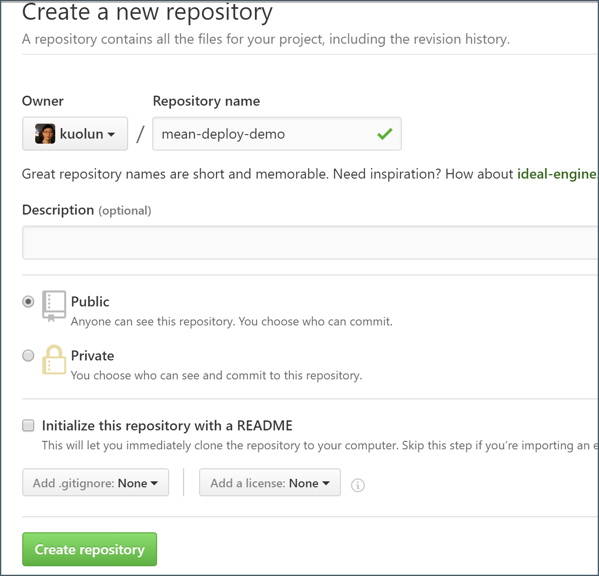 Create a new repository
A repository contains all the files for your project, including the revision history.
Owner
Repository name
kuolun
/
mean-deploy-demo
Great repository names are short and memorable. Need inspiration? How about ideal-engine.
Description (optional)
Public
Anyone can see this repository. You choose who can commit.
Private
You choose who can see and commit to this repository.
Initialize this repository with a README
This will let you immediately clone the repository to your computer. Skip this step if you're importing an e
Add .gitignore: None
Add a license: None
Create repository